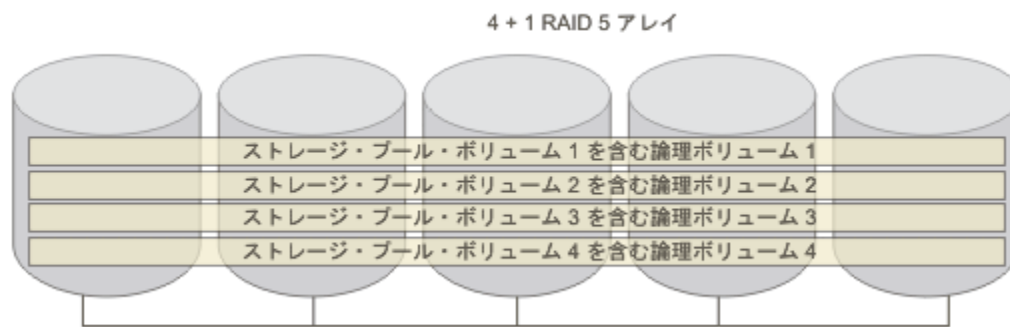 4 + 1 RAID 5 アレイ
ストレージ・プール・ボリューム 1 を含む論理ボリューム 1
ストレージ・プール・ボリューム 2 を含む論理ボリューム 2
ストレージ・プール・ボリューム 3 を含む論理ボリューム 3
ストレージ・プール・ボリューム 4 を含む論理ボリューム 4